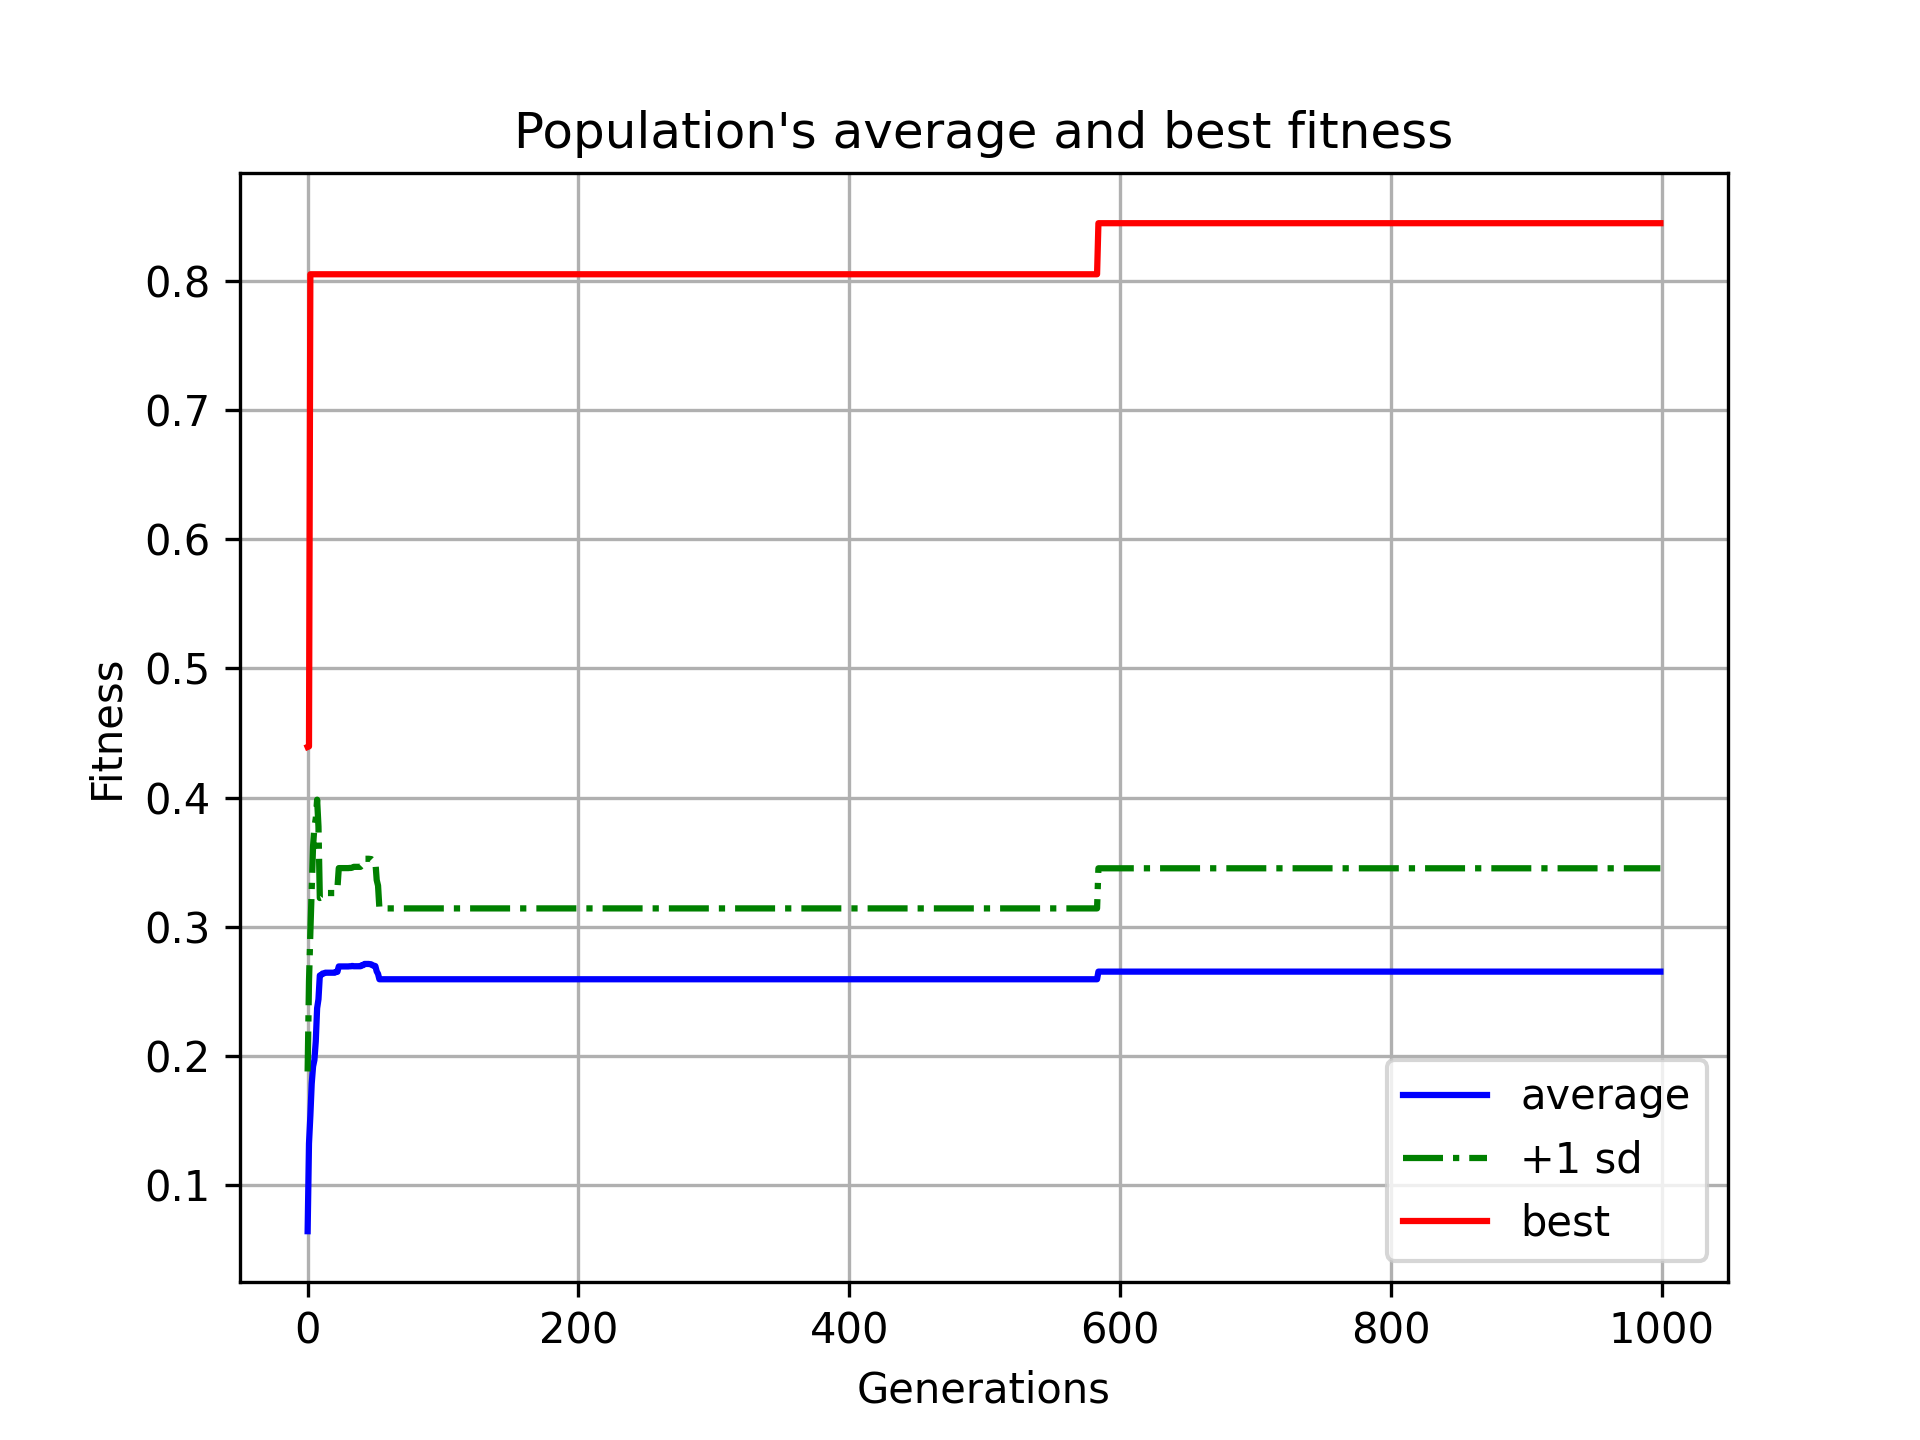 Population's average and best fitness
Fitness
0.8
0.7
0.6
0.5
0.4
0.3
0.2
0.1
0 200 400 600 800 1000
Generations
average
+1 sd
best